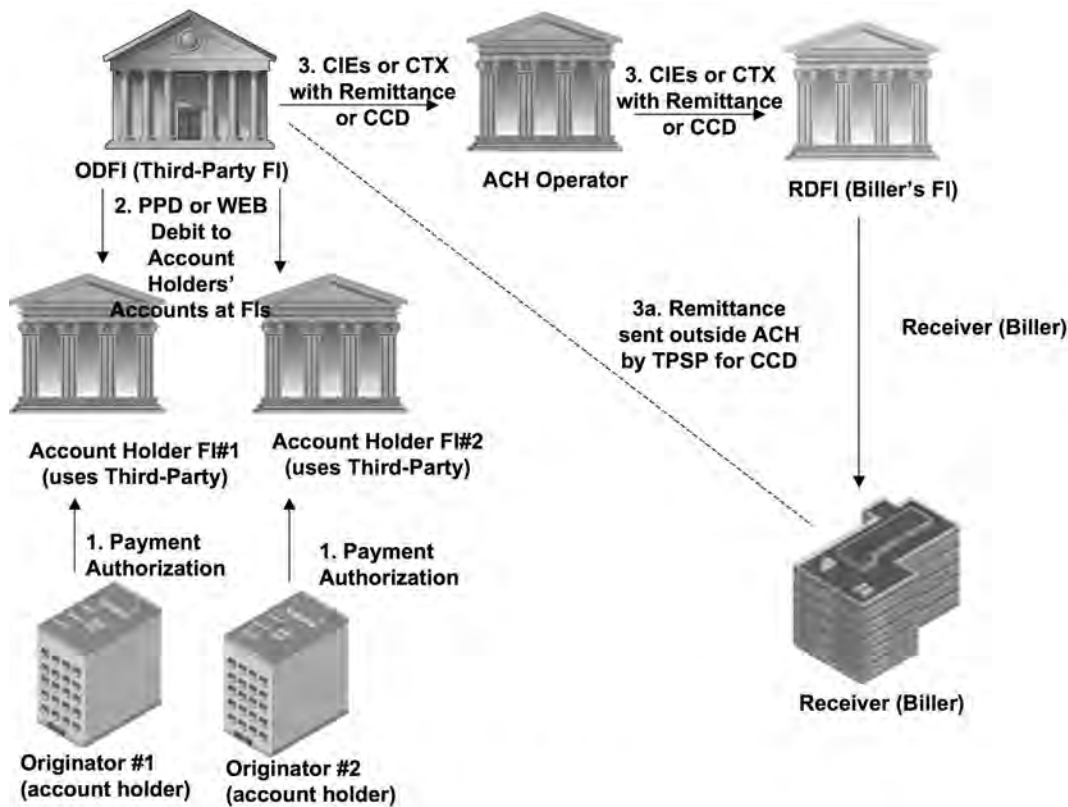 3. CIEs or CTX
with Remittance
or CCD
3. CIEs or CTX
with Remittance
or CCD
ODFI (Third-Party FI)
ACH Operator
RDFI (Biller's FI)
2. PPD or WEB
Debit to
Account
Holders'
Accounts at FIs
3a. Remittance
sent outside ACH
by TPSP for CCD
Receiver (Biller)
Account Holder FI#1
(uses Third-Party)
Account Holder FI#2
(uses Third-Party)
1. Payment
Authorization
1. Payment
Authorization
Receiver (Biller)
Originator #1
(account holder)
Originator #2
(account holder)